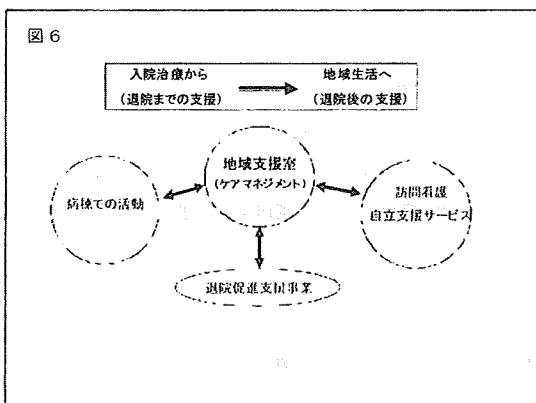 図6
入院治療から
(退院までの支援)
地域生活へ
(退院後の支援)
地域支援室
(ケアマネジメント)
病棟での活動
訪問看護
自立支援サービス
退院促進支援事業